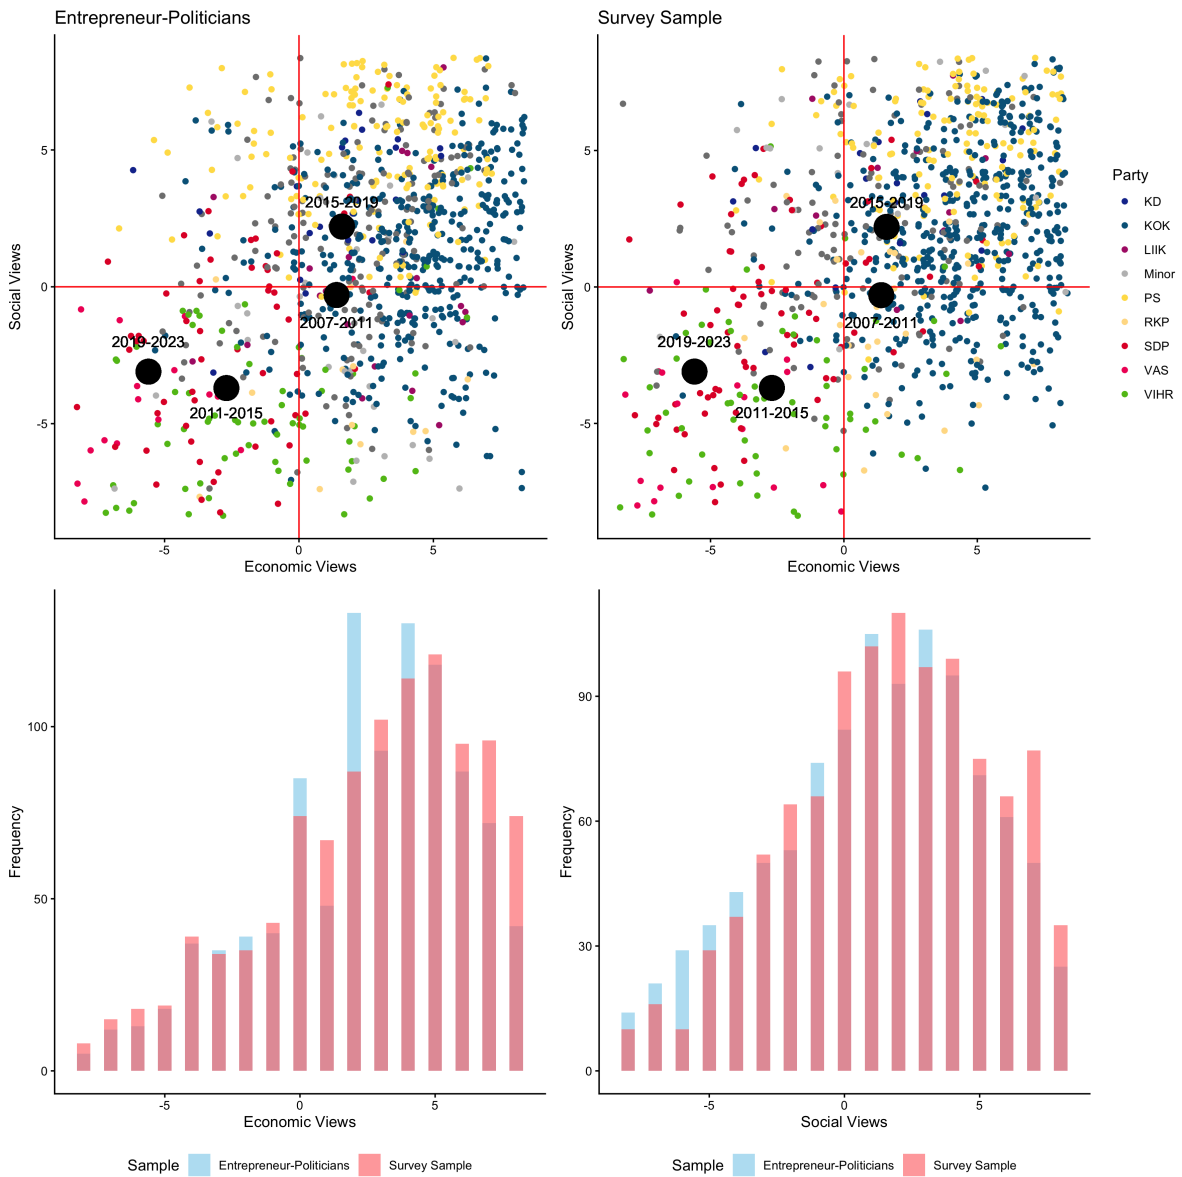 Entrepreneur-Politicians
Survey Sample
5
0
-5
Social Views
2015-2019
2007-2011
2019-2023
2011-2015
-5
0
5
Economic Views
5
0
-5
Social Views
2015-2019
2007-2011
2019-2023
2011-2015
-5
0
5
Economic Views
Party
KD
KOK
LIIK
Minor
PS
RKP
SDP
VAS
VIHR
100
50
0
Frequency
-5
0
5
Economic Views
90
60
30
0
Frequency
-5
0
5
Social Views
Sample Entrepreneur-Politicians Survey Sample
Sample Entrepreneur-Politicians Survey Sample